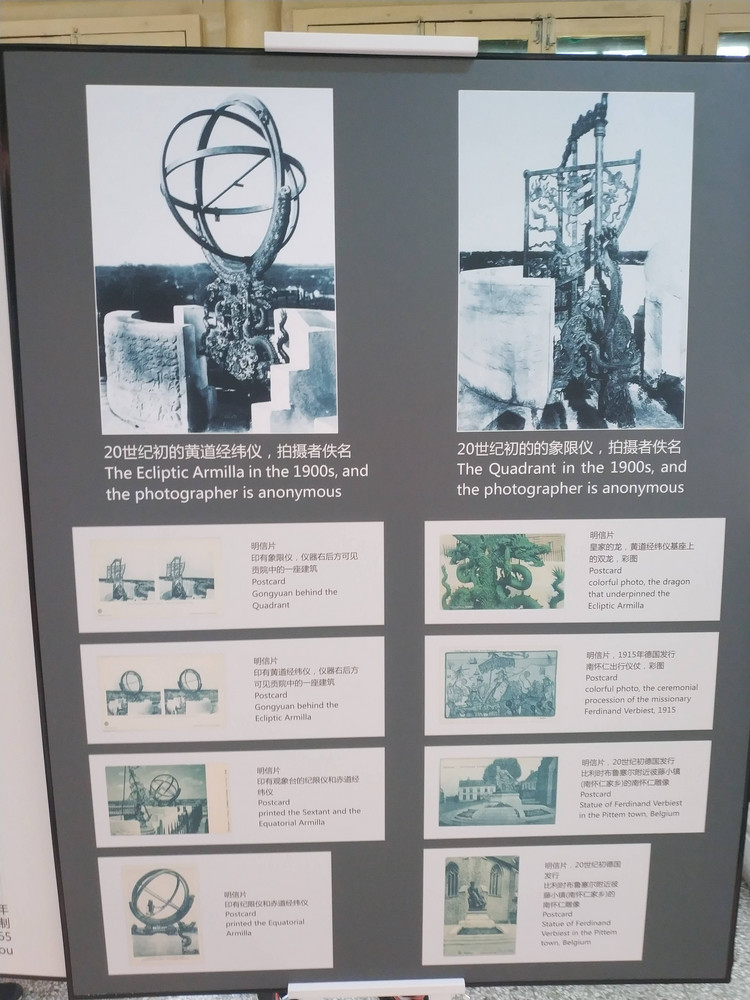 20世纪初的黄道经纬仪，拍摄者佚名
The Ecliptic Armilla in the 1900s, and
the photographer is anonymous
20世纪初的的象限仪，拍摄者佚名
The Quadrant in the 1900s, and
the photographer is anonymous
明信片
印有象限仪，仪器右后方可见
贡院中的一座建筑
Postcard
Gongyuan behind the
Quadrant
明信片
印有黄道经纬仪，仪器右后方
可见贡院中的一座建筑
Postcard
Gongyuan behind the
Ecliptic Armilla
明信片
印有观象台的纪限仪和赤道经
纬仪
Postcard
printed the Sextant and the
Equatorial Armilla
明信片
印有纪限仪和赤道经纬仪
Postcard
printed the Equatorial
Armilla
明信片
皇家的龙，黄道经纬仪基座上
的双龙，彩图
Postcard
colorful photo, the dragon
that underpinned the
Ecliptic Armilla
明信片，1915年德国发行
南怀仁出行仪仗，彩图
Postcard
colorful photo, the ceremonial
procession of the missionary
Ferdinand Verbiest, 1915
明信片，20世纪初德国发行
比利时布鲁塞尔附近彼滕小镇
(南怀仁家乡)的南怀仁雕像
Postcard
Statue of Ferdinand Verbiest
in the Pittem town, Belgium
明信片，20世纪初德国
发行
比利时布鲁塞尔附近彼
滕小镇(南怀仁家乡)的
南怀仁雕像
Postcard
Statue of Ferdinand
Verbiest in the Pittem
town, Belgium
年
制
55
ou